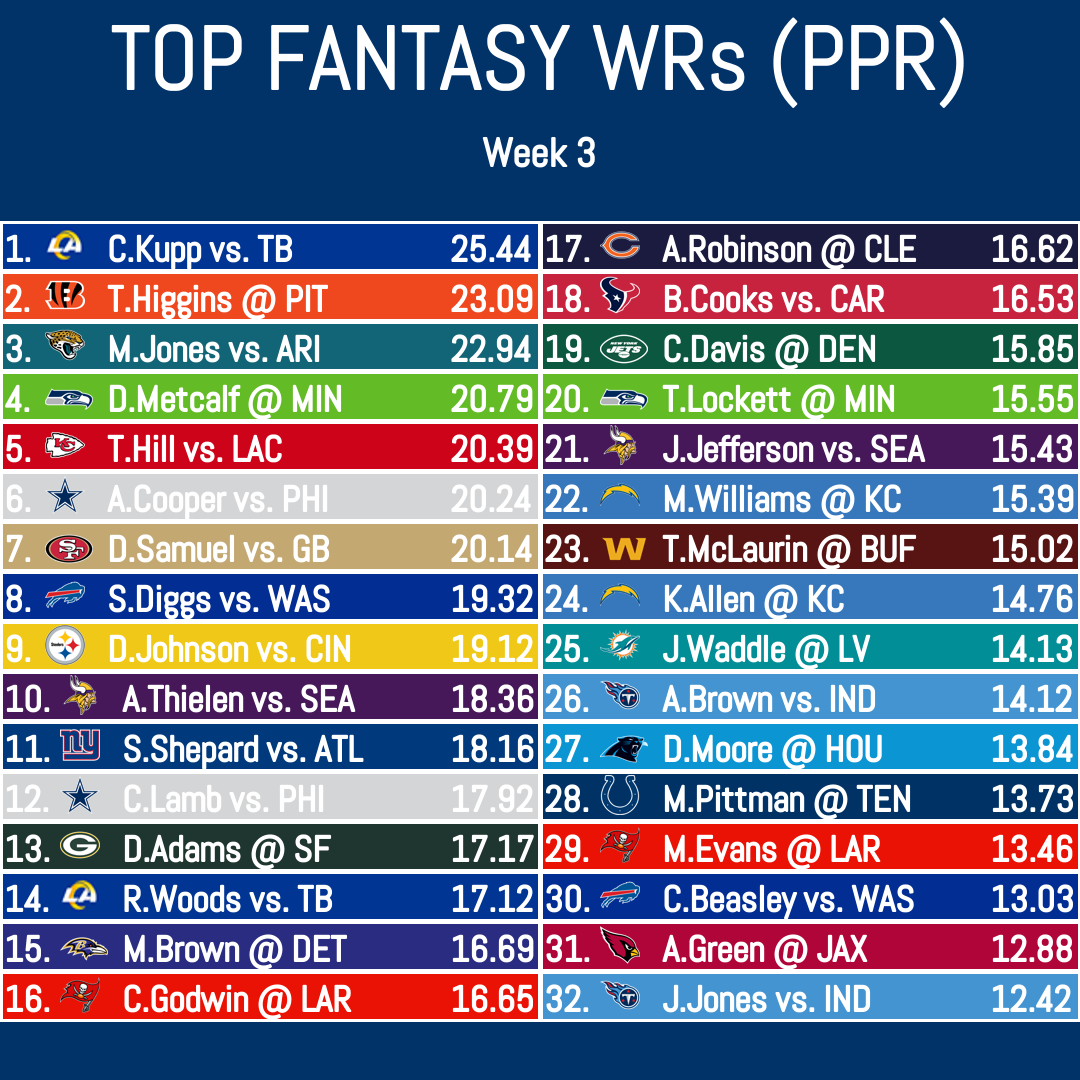 TOP FANTASY WRs (PPR)
Week 3
1. C.Kupp vs. TB 25.44
2. T.Higgins @ PIT 23.09
3. M.Jones vs. ARI 22.94
4. D.Metcalf @ MIN 20.79
5. T.Hill vs. LAC 20.39
6. A.Cooper vs. PHI 20.24
7. D.Samuel vs. GB 20.14
8. S.Diggs vs. WAS 19.32
9. D.Johnson vs. CIN 19.12
10. A.Thielen vs. SEA 18.36
11. S.Shepard vs. ATL 18.16
12. C.Lamb vs. PHI 17.92
13. D.Adams @ SF 17.17
14. R.Woods vs. TB 17.12
15. M.Brown @ DET 16.69
16. C.Godwin @ LAR 16.65
17. A.Robinson @ CLE 16.62
18. B.Cooks vs. CAR 16.53
19. C.Davis @ DEN 15.85
20. T.Lockett @ MIN 15.55
21. J.Jefferson vs. SEA 15.43
22. M.Williams @ KC 15.39
23. T.McLaurin @ BUF 15.02
24. K.Allen @ KC 14.76
25. J.Waddle @ LV 14.13
26. A.Brown vs. IND 14.12
27. D.Moore @ HOU 13.84
28. M.Pittman @ TEN 13.73
29. M.Evans @ LAR 13.46
30. C.Beasley vs. WAS 13.03
31. A.Green @ JAX 12.88
32. J.Jones vs. IND 12.42